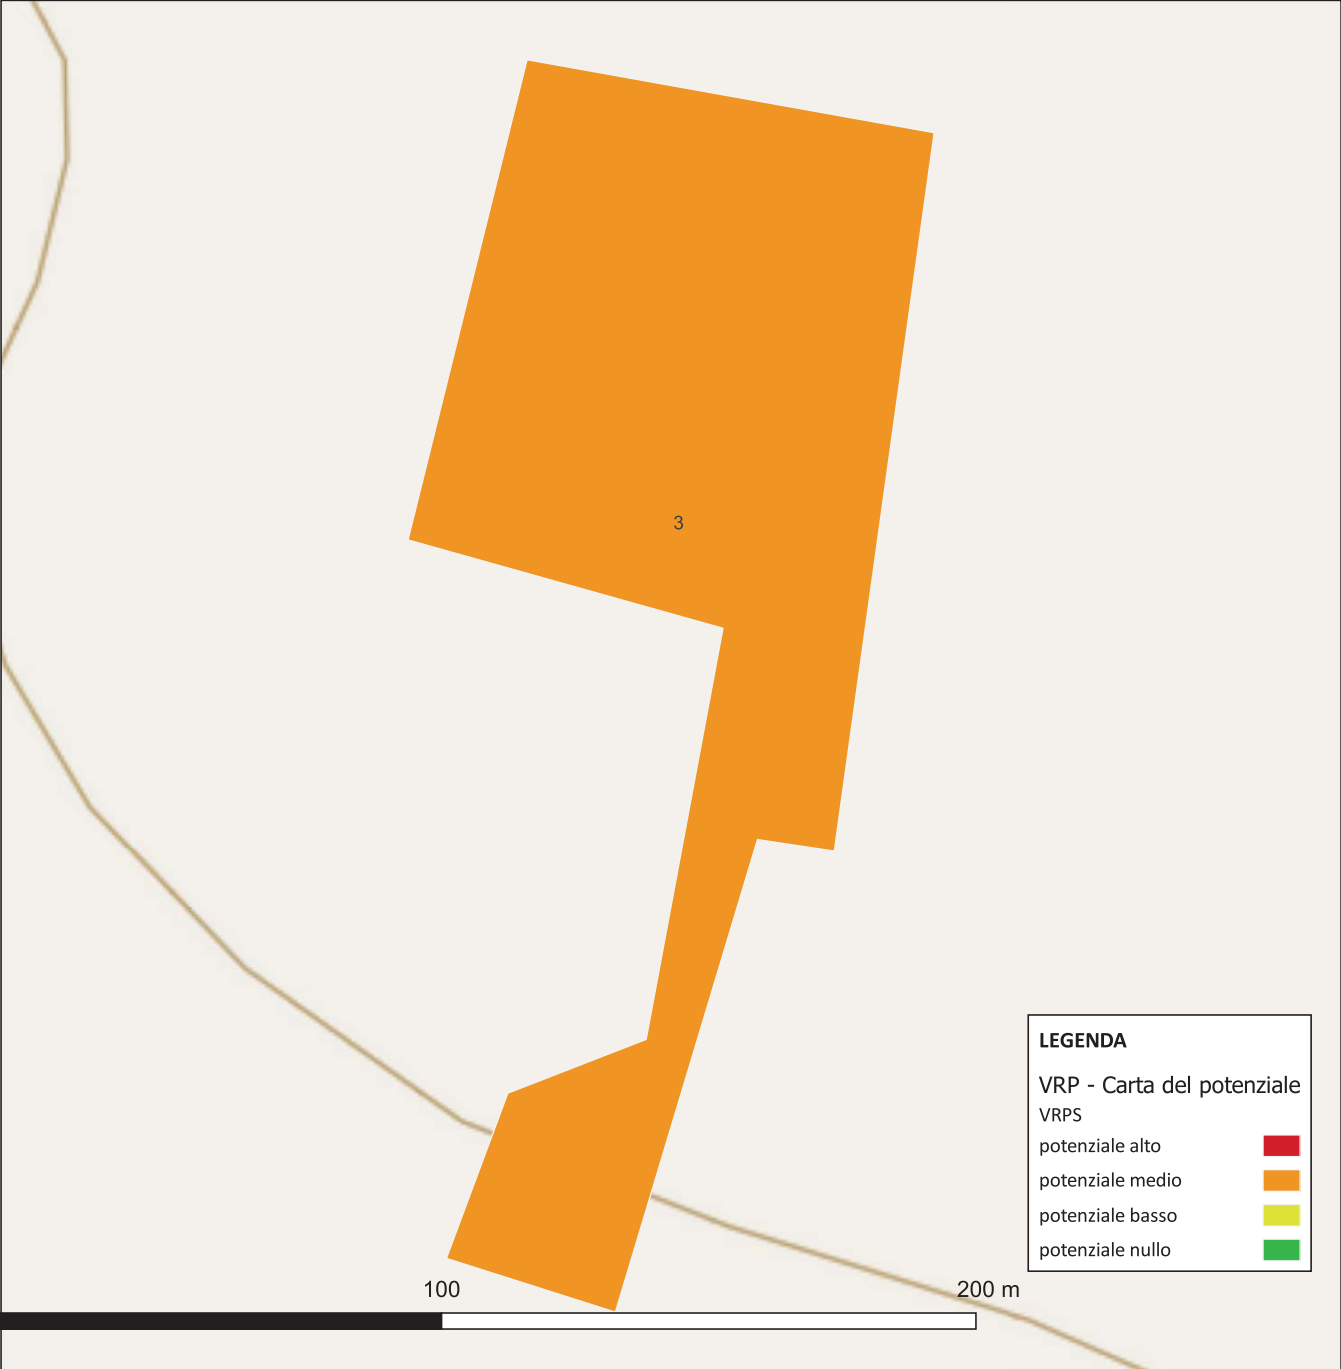 3
LEGENDA
VRP - Carta del potenziale
VRPS
potenziale alto
potenziale medio
potenziale basso
potenziale nullo
100
200 m